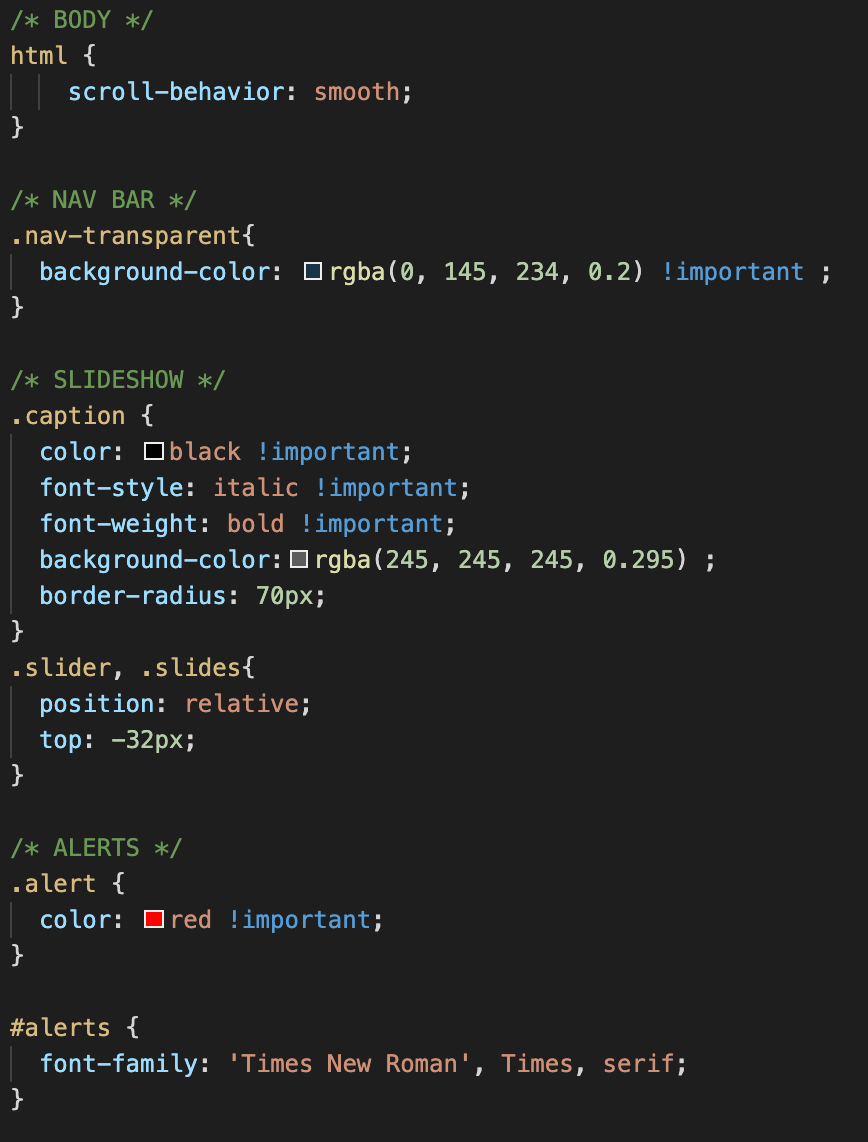 /* BODY */
html {
    scroll-behavior: smooth;
}

/* NAV BAR */
.nav-transparent{
  background-color: rgba(0, 145, 234, 0.2) !important ;
}

/* SLIDESHOW */
.caption {
  color: black !important;
  font-style: italic !important;
  font-weight: bold !important;
  background-color:rgba(245, 245, 245, 0.295) ;
  border-radius: 70px;
}
.slider, .slides{
  position: relative;
  top: -32px;
}

/* ALERTS */
.alert {
  color: red !important;
}

#alerts {
  font-family: 'Times New Roman', Times, serif;
}